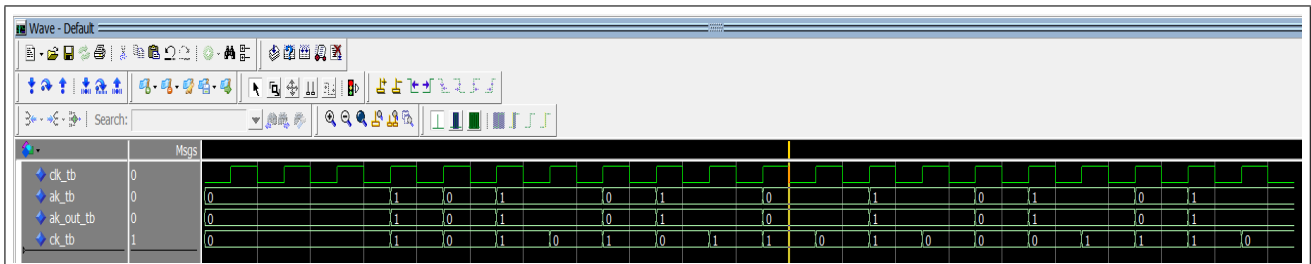 Wave - Default
Search:
Msgs
clk_tb 0
ak_tb 0 0 1 0 1 0 1 0 1 0 1 0 1
ak_out_tb 0 0 1 0 1 0 1 0 1 0 1 0 1
ck_tb 1 0 1 0 1 0 1 0 1 1 0 1 0 0 0 1 1 1 0